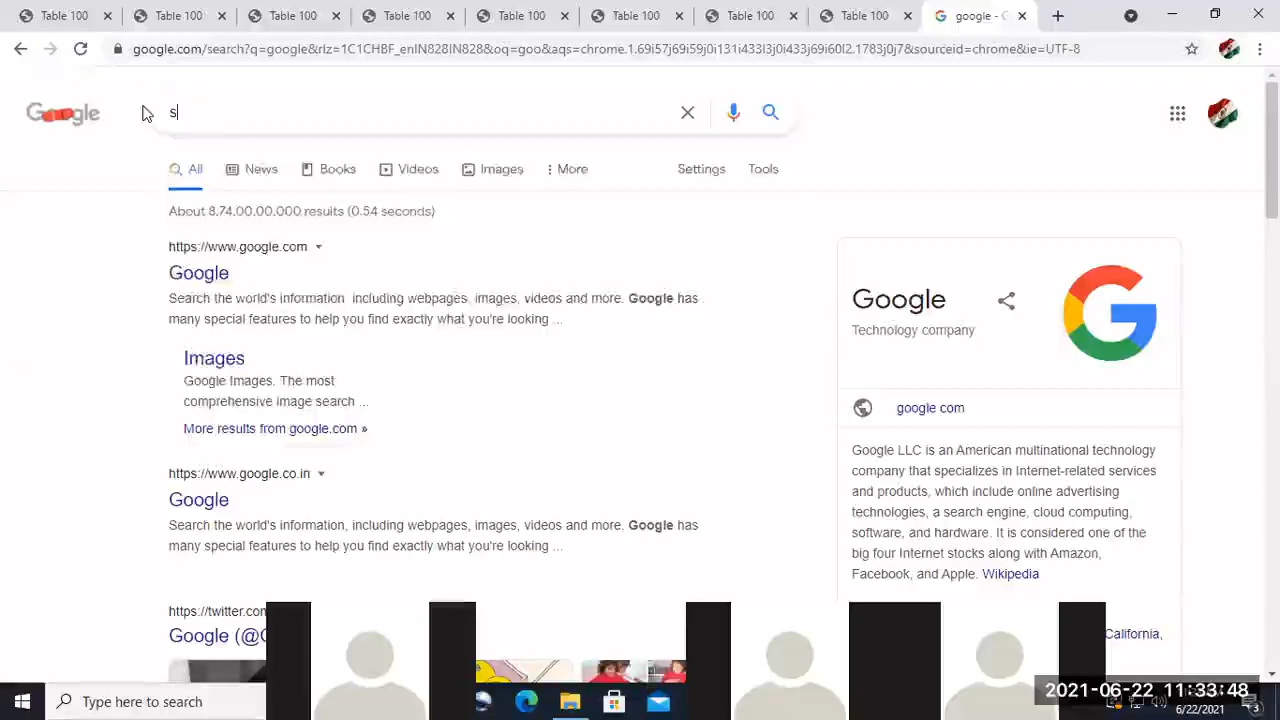 Table 100
Table 100
Table 100
Table 100
Table 100
Table 100
Table 100
Table 100
google - G
google.com/search?q=google&rlz=1C1CHBF_enIN828IN828&oq=goo&aqs=chrome.1.69i57j69i59j0i131i433l3j0i433j69i60l2.1783j0j7&sourceid=chrome&ie=UTF-8
Google
s
All
News
Books
Videos
Images
More
Settings
Tools
About 8.74.00.00.000 results (0.54 seconds)
https://www.google.com
Google
Search the world's information including webpages, images, videos and more. Google has
many special features to help you find exactly what you're looking ...
Images
Google Images. The most
comprehensive image search ...
More results from google.com »
https://www.google.co.in
Google
Search the world's information, including webpages, images, videos and more. Google has
many special features to help you find exactly what you're looking ...
https://twitter.com
Google (@G
Google
Technology company
google com
Google LLC is an American multinational technology
company that specializes in Internet-related services
and products, which include online advertising
technologies, a search engine, cloud computing,
software, and hardware. It is considered one of the
big four Internet stocks along with Amazon,
Facebook, and Apple. Wikipedia
California,
Type here to search
2021-06-22 11:33:48
6/22/2021
3